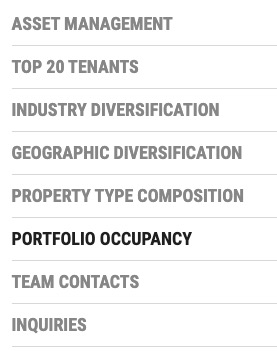 ASSET MANAGEMENT
TOP 20 TENANTS
INDUSTRY DIVERSIFICATION
GEOGRAPHIC DIVERSIFICATION
PROPERTY TYPE COMPOSITION
PORTFOLIO OCCUPANCY
TEAM CONTACTS
INQUIRIES